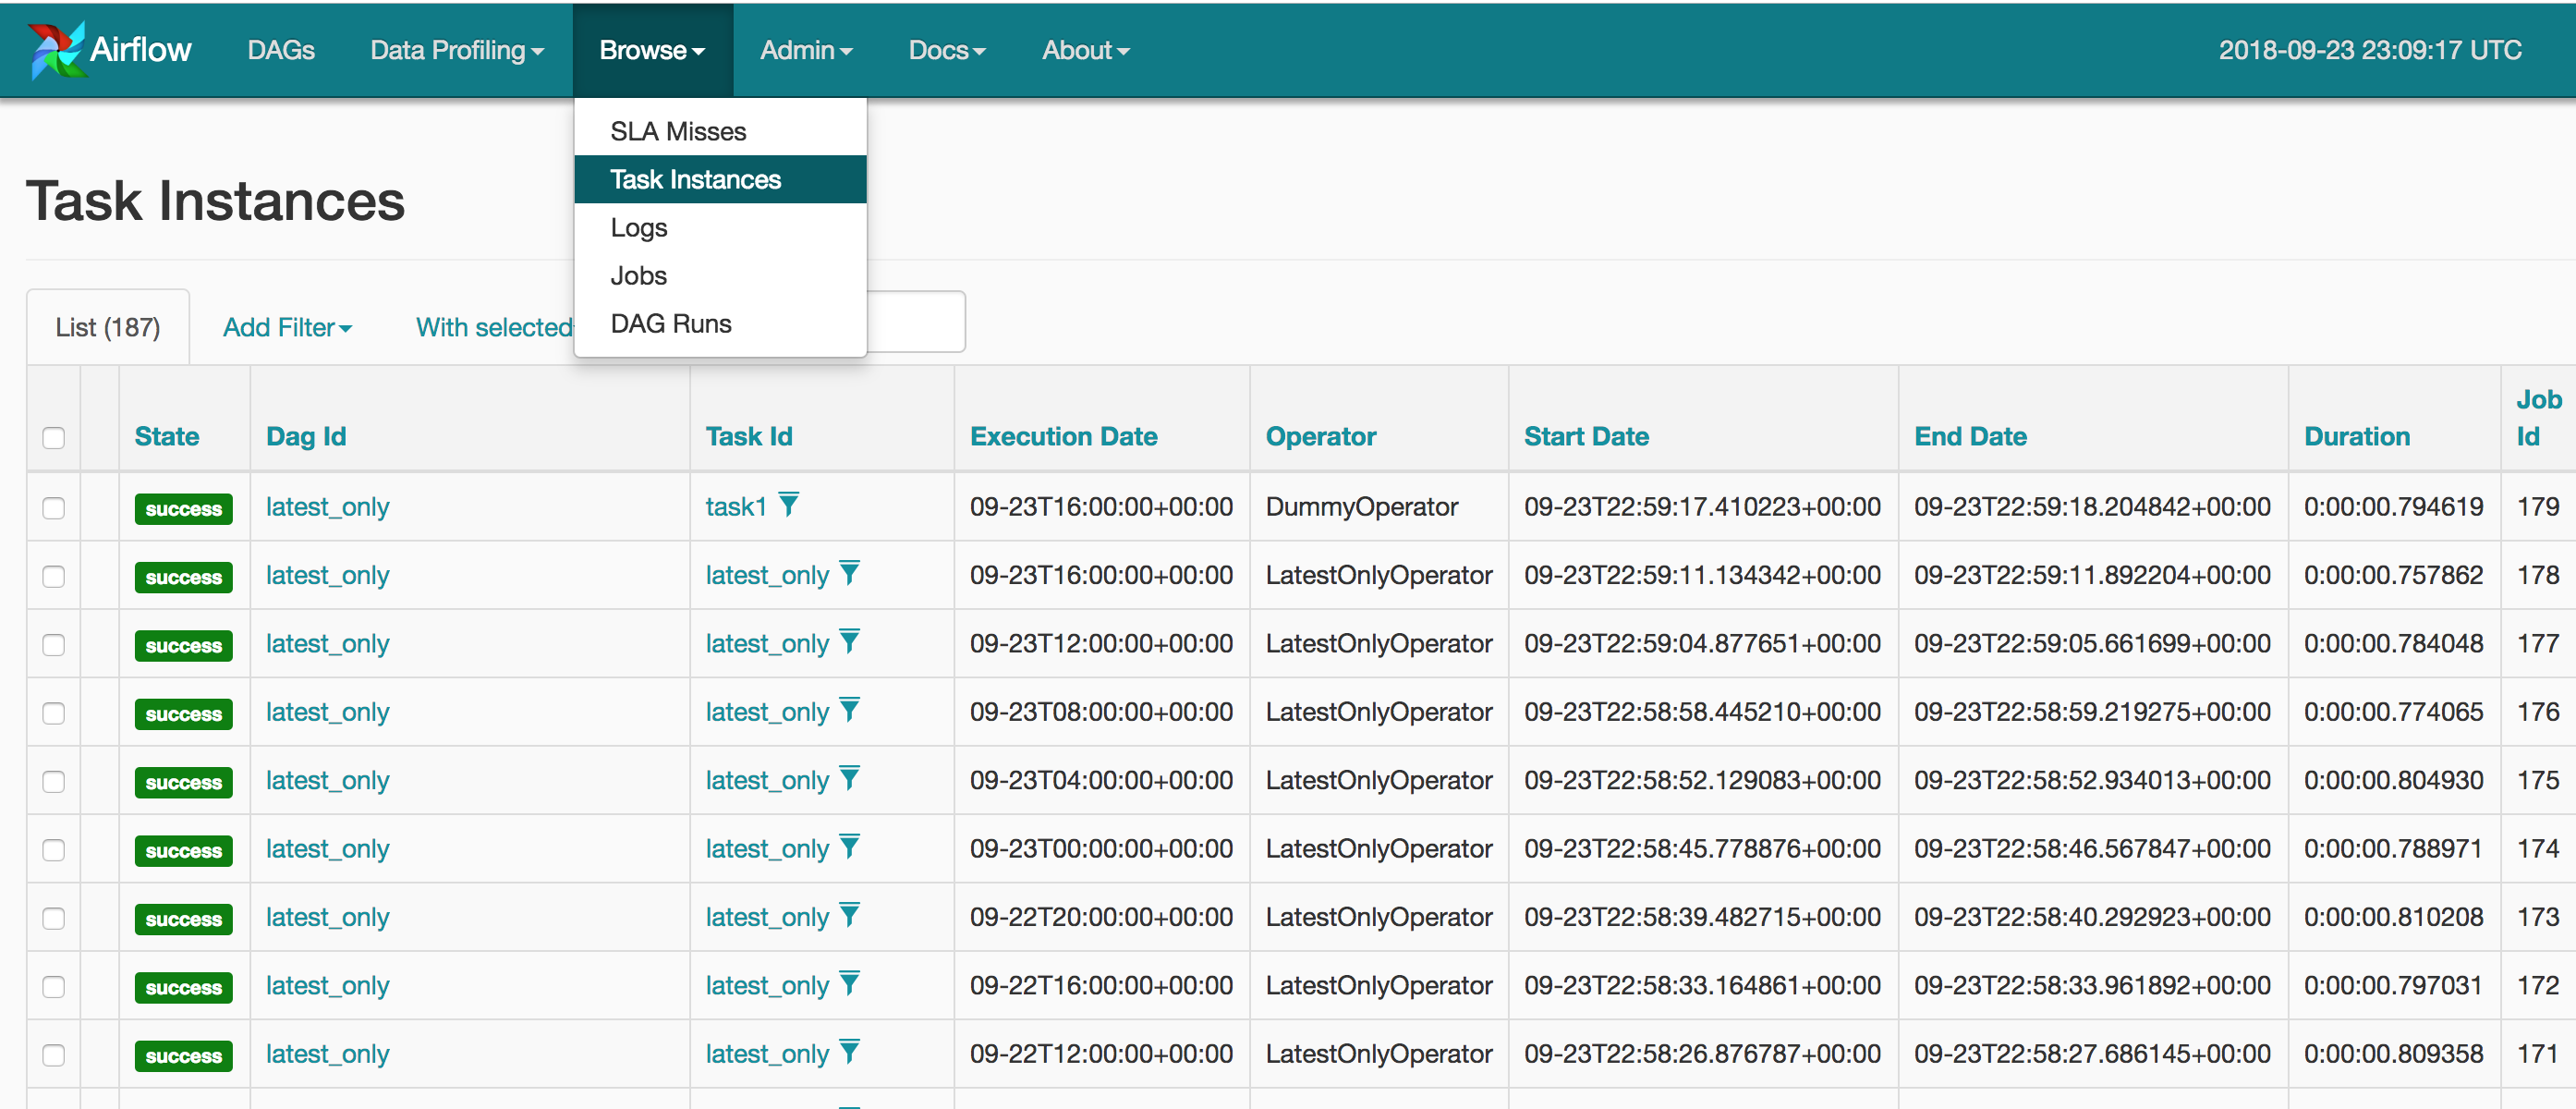 Airflow DAGs Data Profiling Browse Admin Docs About 2018-09-23 23:09:17 UTC
SLA Misses
Task Instances
Logs
Jobs
DAG Runs
Task Instances
List (187) Add Filter With selected
State Dag Id Task Id Execution Date Operator Start Date End Date Duration Job Id
success latest_only task1 09-23T16:00:00+00:00 DummyOperator 09-23T22:59:17.410223+00:00 09-23T22:59:18.204842+00:00 0:00:00.794619 179
success latest_only latest_only 09-23T16:00:00+00:00 LatestOnlyOperator 09-23T22:59:11.134342+00:00 09-23T22:59:11.892204+00:00 0:00:00.757862 178
success latest_only latest_only 09-23T12:00:00+00:00 LatestOnlyOperator 09-23T22:59:04.877651+00:00 09-23T22:59:05.661699+00:00 0:00:00.784048 177
success latest_only latest_only 09-23T08:00:00+00:00 LatestOnlyOperator 09-23T22:58:58.445210+00:00 09-23T22:58:59.219275+00:00 0:00:00.774065 176
success latest_only latest_only 09-23T04:00:00+00:00 LatestOnlyOperator 09-23T22:58:52.129083+00:00 09-23T22:58:52.934013+00:00 0:00:00.804930 175
success latest_only latest_only 09-23T00:00:00+00:00 LatestOnlyOperator 09-23T22:58:45.778876+00:00 09-23T22:58:46.567847+00:00 0:00:00.788971 174
success latest_only latest_only 09-22T20:00:00+00:00 LatestOnlyOperator 09-23T22:58:39.482715+00:00 09-23T22:58:40.292923+00:00 0:00:00.810208 173
success latest_only latest_only 09-22T16:00:00+00:00 LatestOnlyOperator 09-23T22:58:33.164861+00:00 09-23T22:58:33.961892+00:00 0:00:00.797031 172
success latest_only latest_only 09-22T12:00:00+00:00 LatestOnlyOperator 09-23T22:58:26.876787+00:00 09-23T22:58:27.686145+00:00 0:00:00.809358 171